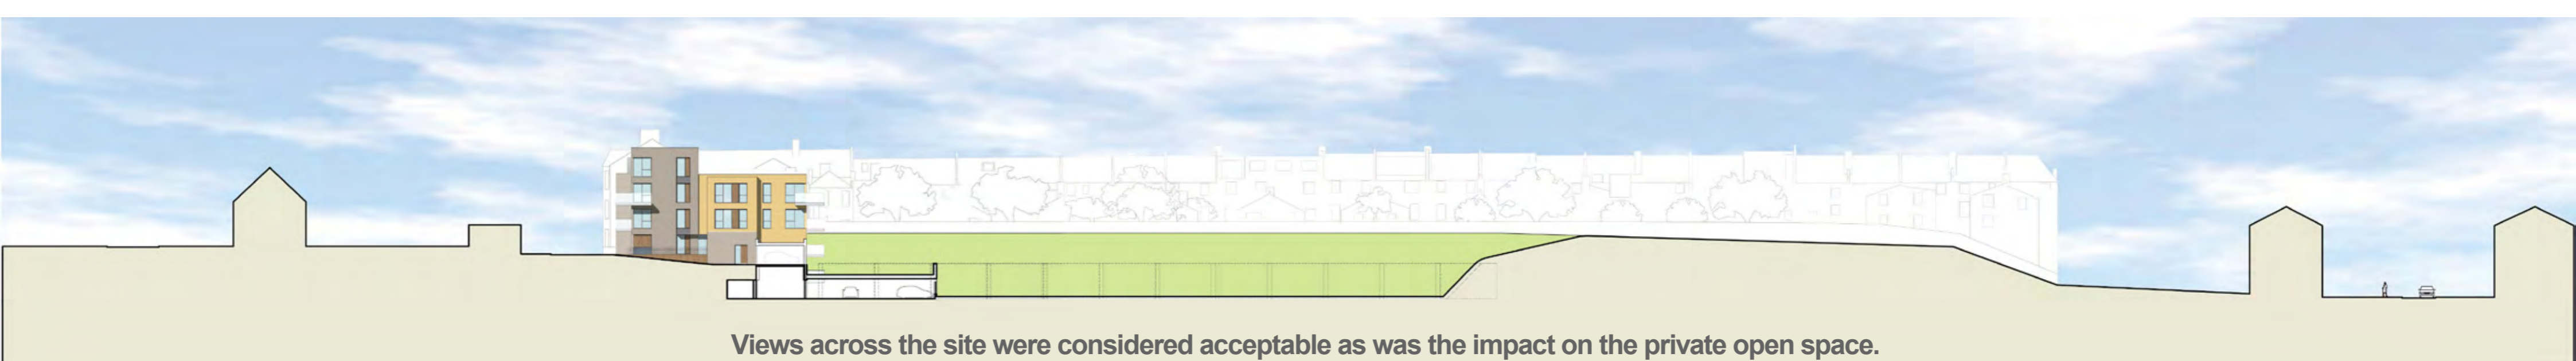 Views across the site were considered acceptable as was the impact on the private open space.